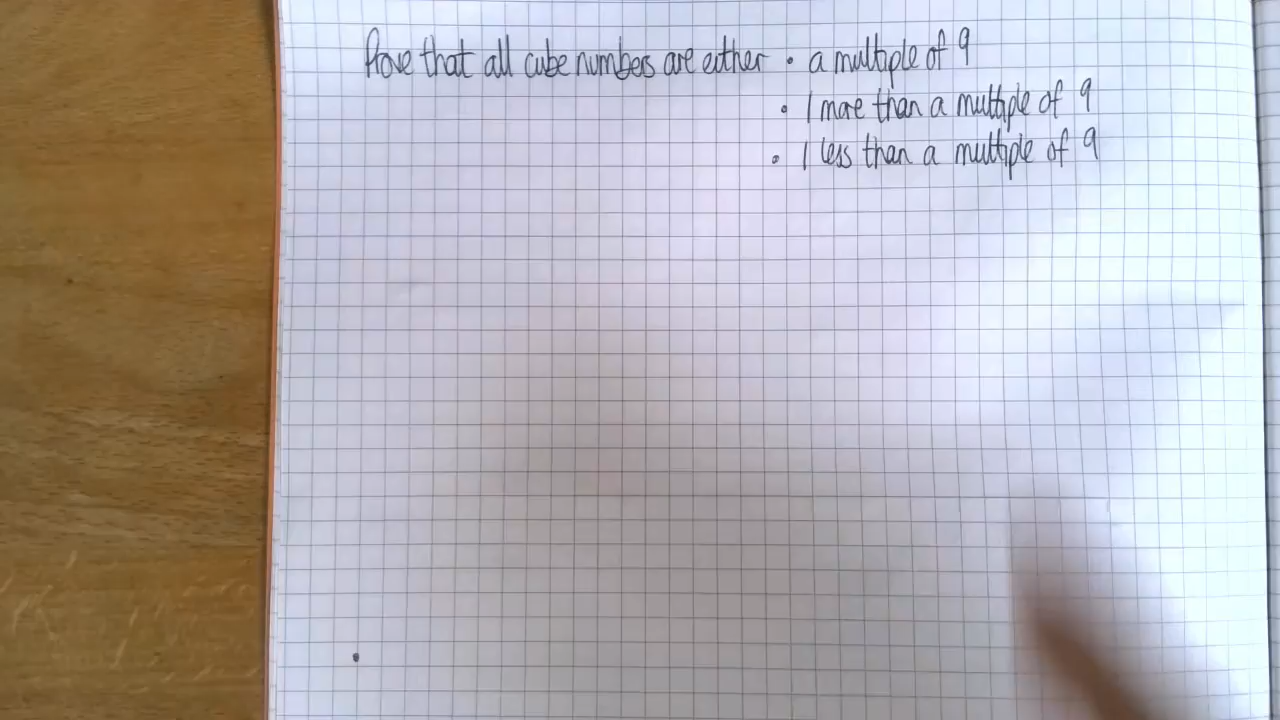 Prove that all cube numbers are either • a multiple of 9
• 1 more than a multiple of 9
• 1 less than a multiple of 9